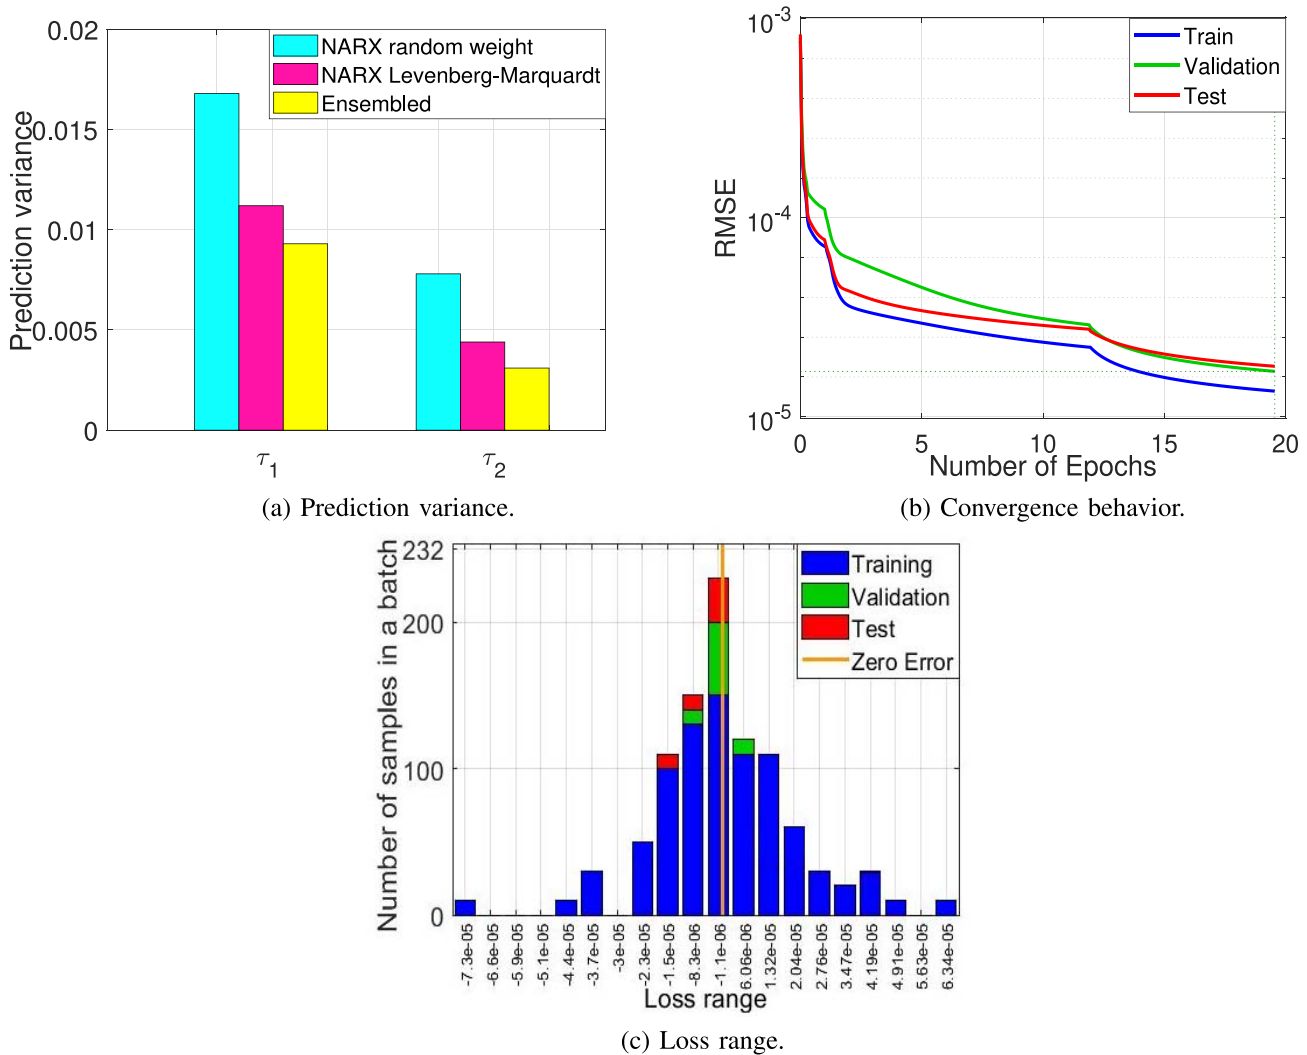 0.02
0.015
0.01
0.005
0
Prediction variance
NARX random weight
NARX Levenberg-Marquardt
Ensembled
τ1
τ2
(a) Prediction variance.
10-3
10-4
10-5
RMSE
Train
Validation
Test
0 5 10 15 20
Number of Epochs
(b) Convergence behavior.
232
200
100
0
Number of samples in a batch
Training
Validation
Test
Zero Error
-7.3e-05
-6.6e-05
-5.9e-05
-5.1e-05
-4.4e-05
-3.7e-05
-3e-05
-2.3e-05
-1.5e-05
-8.3e-06
-1.1e-06
6.06e-06
1.32e-05
2.04e-05
2.76e-05
3.47e-05
4.19e-05
4.91e-05
5.63e-05
6.34e-05
Loss range
(c) Loss range.